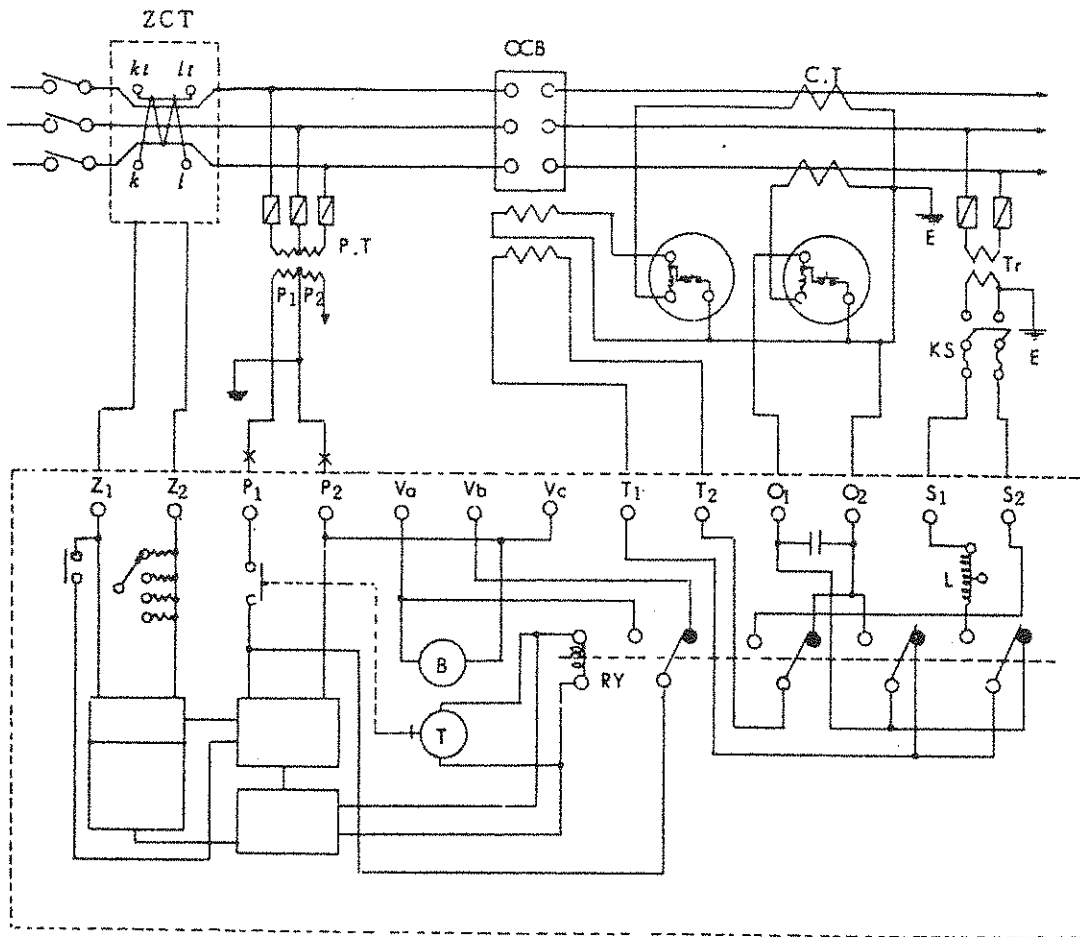 ZCT
OCB
kt lt
C.T
k l
P.T
E
P1 P2
Tr
KS
E
Z1 Z2 P1 P2 Va Vb Vc T1 T2 O1 O2 S1 S2
L
B
RY
T